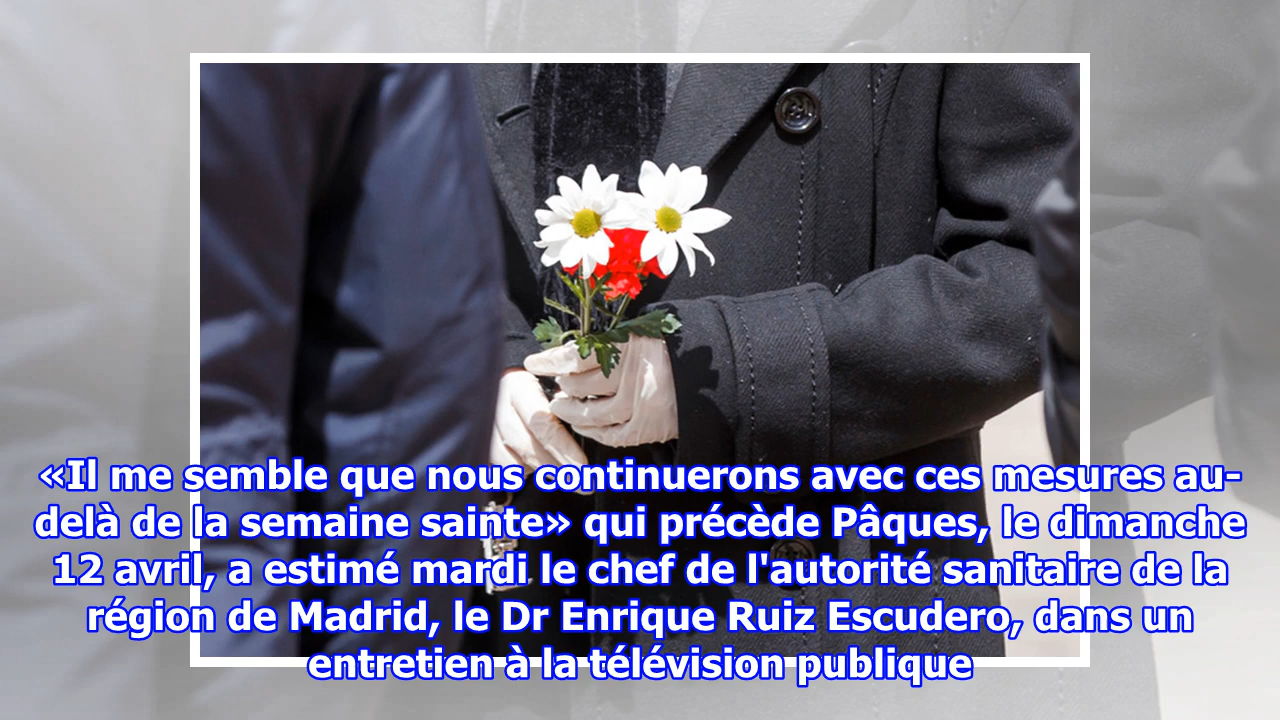 «Il me semble que nous continuerons avec ces mesures au-
delà de la semaine sainte» qui précède Pâques, le dimanche
12 avril, a estimé mardi le chef de l'autorité sanitaire de la
région de Madrid, le Dr Enrique Ruiz Escudero, dans un
entretien à la télévision publique